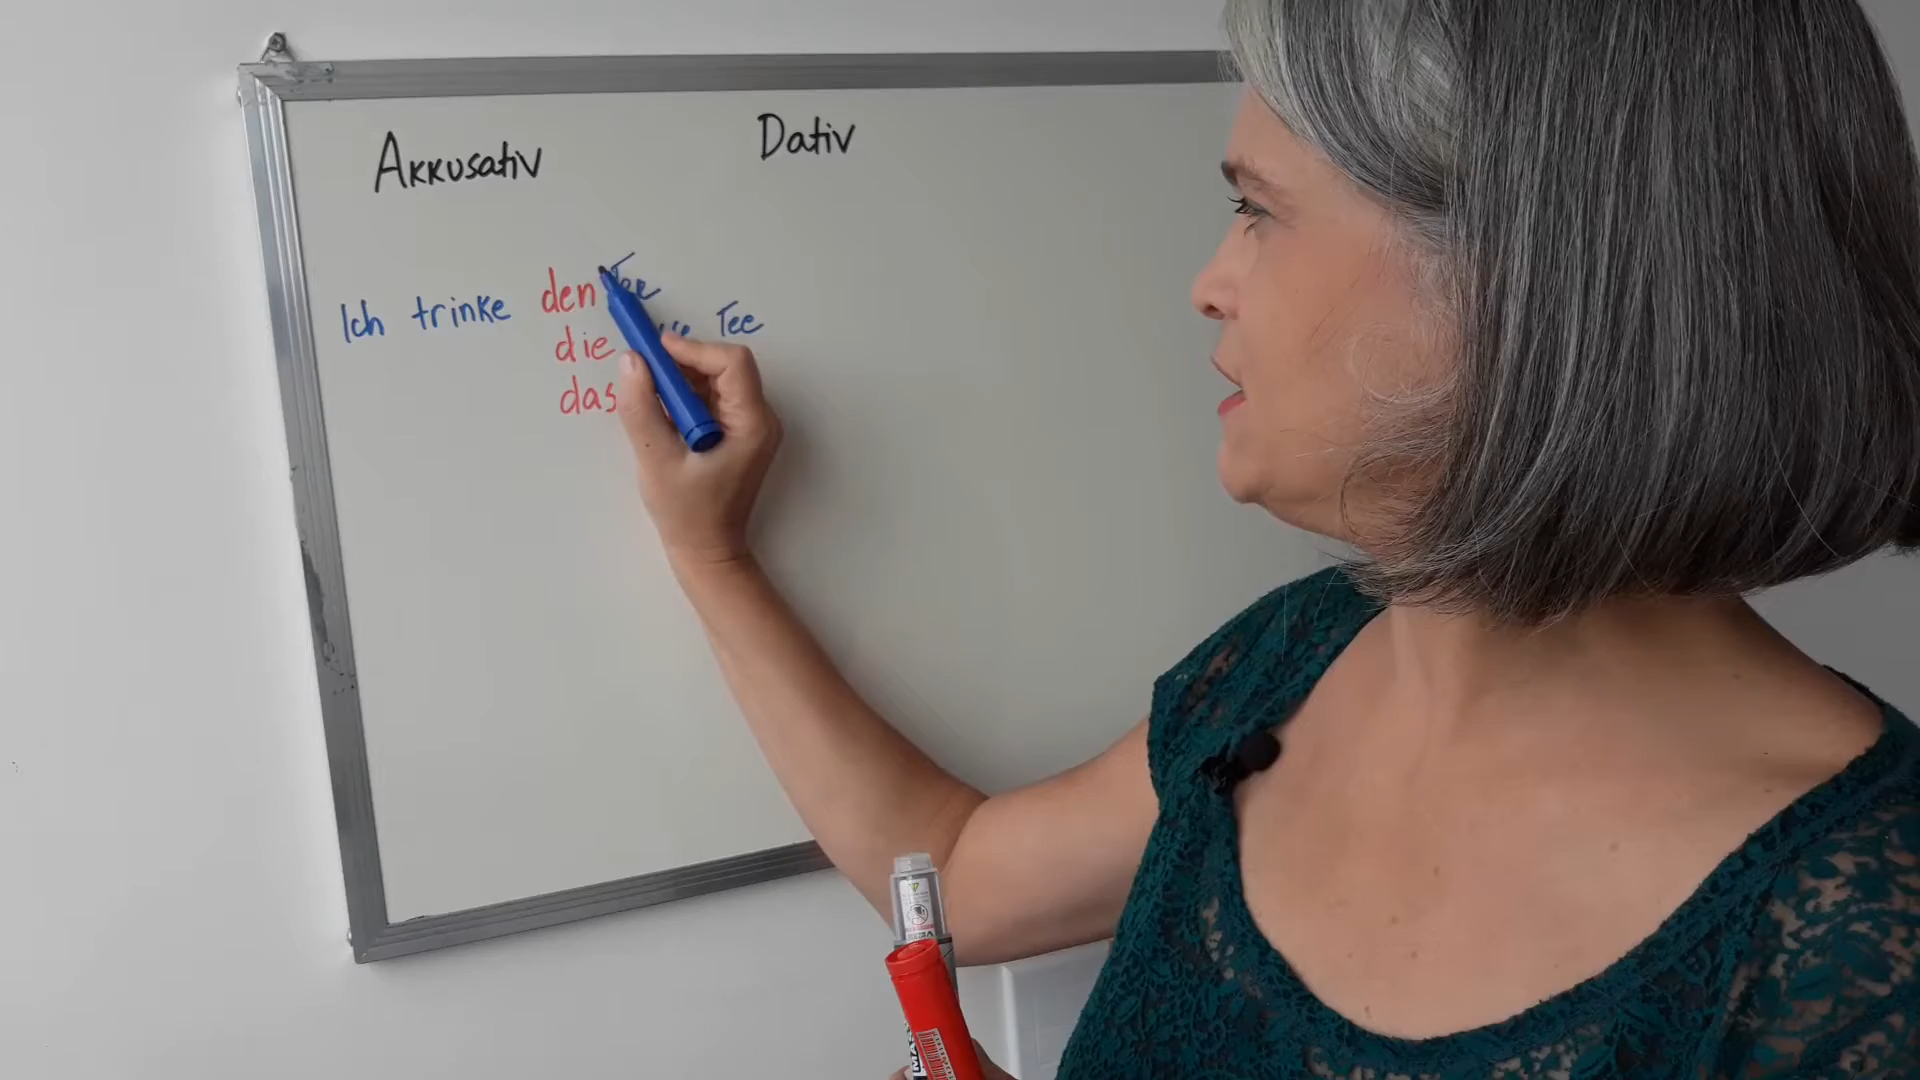 Akkusativ
Dativ
Ich trinke den Tee
die Tee
das